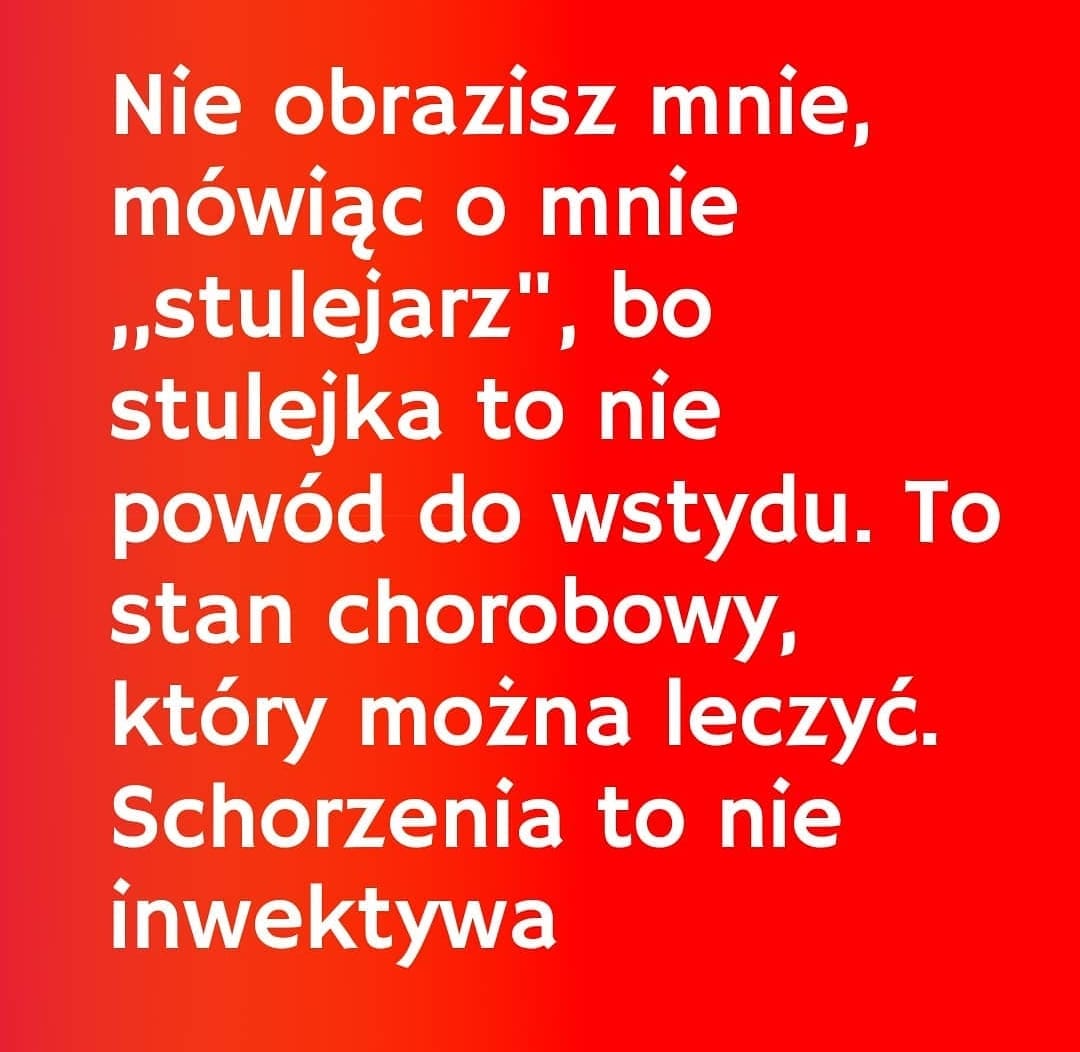 Nie obrazisz mnie,
mówiąc o mnie
,,stulejarz", bo
stulejka to nie
powód do wstydu. To
stan chorobowy,
który można leczyć.
Schorzenia to nie
inwektywa